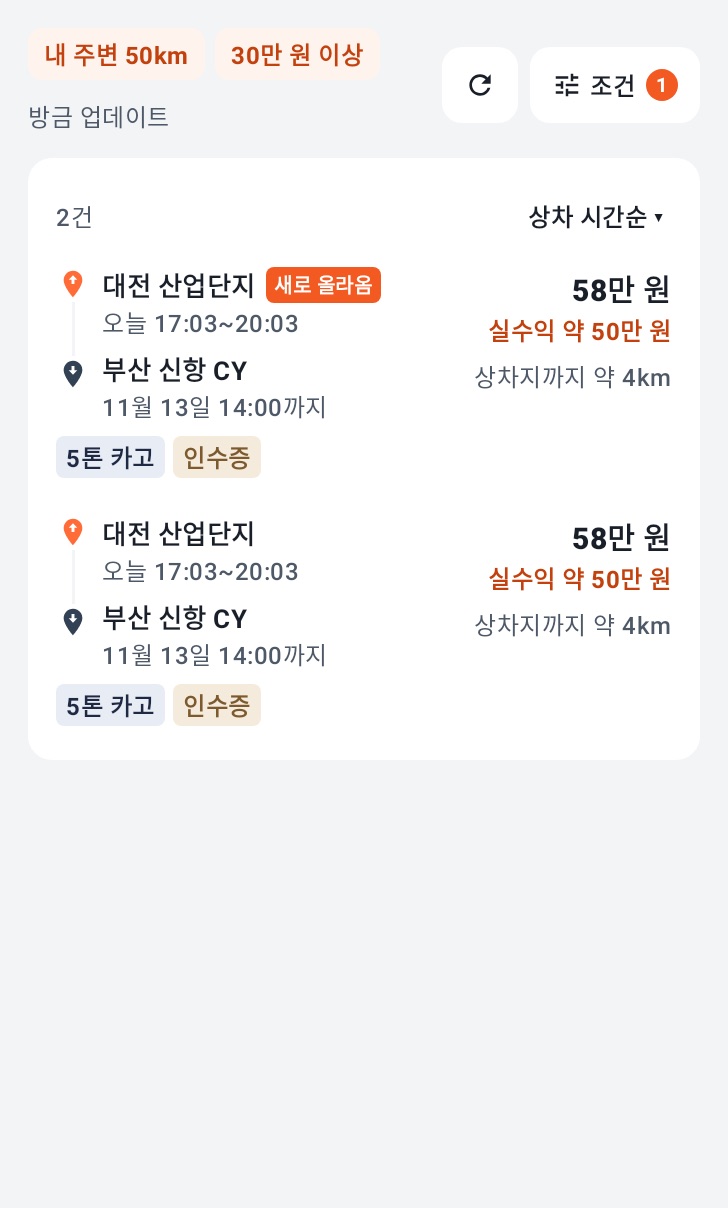 내 주변 50km 30만 원 이상
방금 업데이트
조건 1
2건 상차 시간순 ▼
대전 산업단지 새로 올라옴 58만 원
오늘 17:03~20:03 실수익 약 50만 원
부산 신항 CY 상차지까지 약 4km
11월 13일 14:00까지
5톤 카고 인수증
대전 산업단지 58만 원
오늘 17:03~20:03 실수익 약 50만 원
부산 신항 CY 상차지까지 약 4km
11월 13일 14:00까지
5톤 카고 인수증